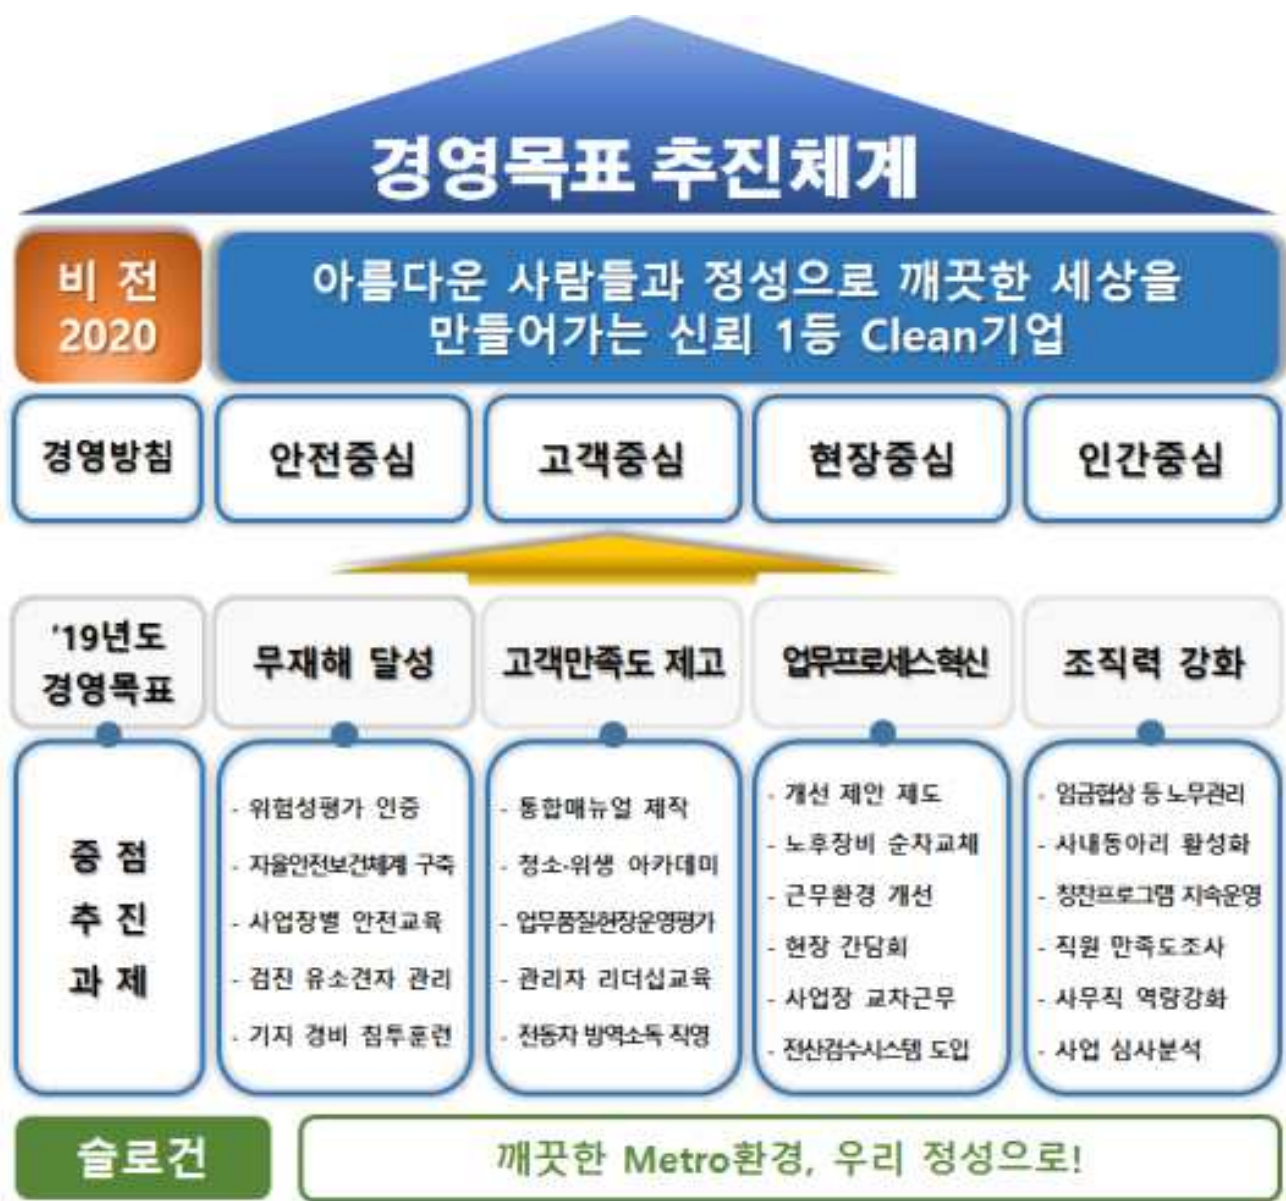 경영목표 추진체계
비 전
2020
아름다운 사람들과 정성으로 깨끗한 세상을
만들어가는 신뢰 1등 Clean기업
경영방침
안전중심
고객중심
현장중심
인간중심
'19년도
경영목표
무재해 달성
고객만족도 제고
업무프로세스혁신
조직력 강화
중 점
추 진
과 제
- 위험성평가 인증
- 자율안전보건체계 구축
- 사업장별 안전교육
- 검진 유소견자 관리
- 기지 경비 침투훈련
- 통합매뉴얼 제작
- 청소·위생 아카데미
- 업무품질현장운영평가
- 관리자 리더십교육
- 전동차 방역소독 직영
- 개선 제안 제도
- 노후장비 순차교체
- 근무환경 개선
- 현장 간담회
- 사업장 교차근무
- 전산검수시스템 도입
- 임금협상 등 노무관리
- 사내동아리 활성화
- 칭찬프로그램 지속운영
- 직원 만족도조사
- 사무직 역량강화
- 사업 심사분석
슬로건
깨끗한 Metro환경, 우리 정성으로!